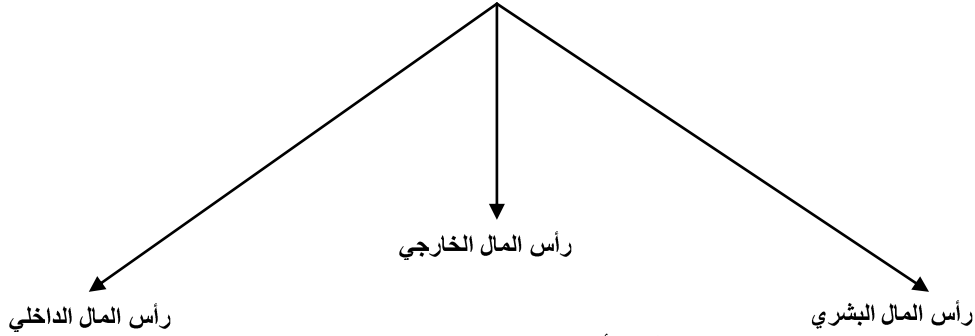 رأس المال الخارجي
رأس المال البشري
رأس المال الداخلي